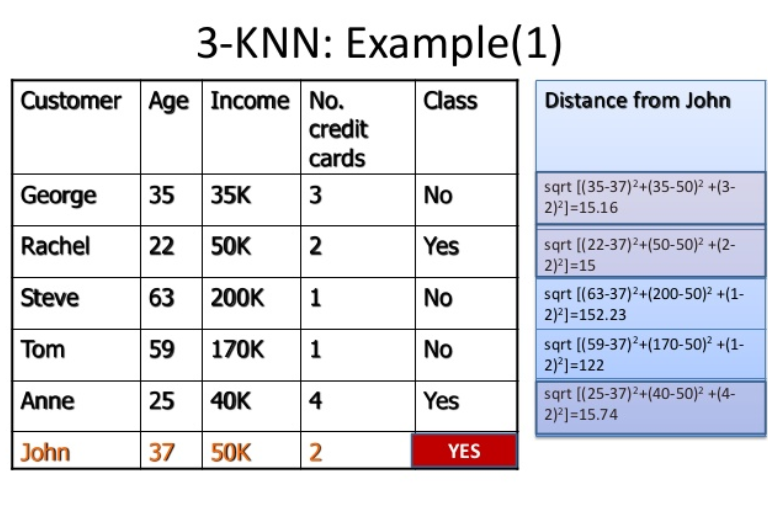 3-KNN: Example(1)
Customer Age Income No. credit cards Class Distance from John
George 35 35K 3 No sqrt [(35-37)²+(35-50)² +(3-
2)²]=15.16
Rachel 22 50K 2 Yes sqrt [(22-37)²+(50-50)² +(2-
2)²]=15
Steve 63 200K 1 No sqrt [(63-37)²+(200-50)² +(1-
2)²]=152.23
Tom 59 170K 1 No sqrt [(59-37)²+(170-50)² +(1-
2)²]=122
Anne 25 40K 4 Yes sqrt [(25-37)²+(40-50)² +(4-
2)²]=15.74
John 37 50K 2 YES